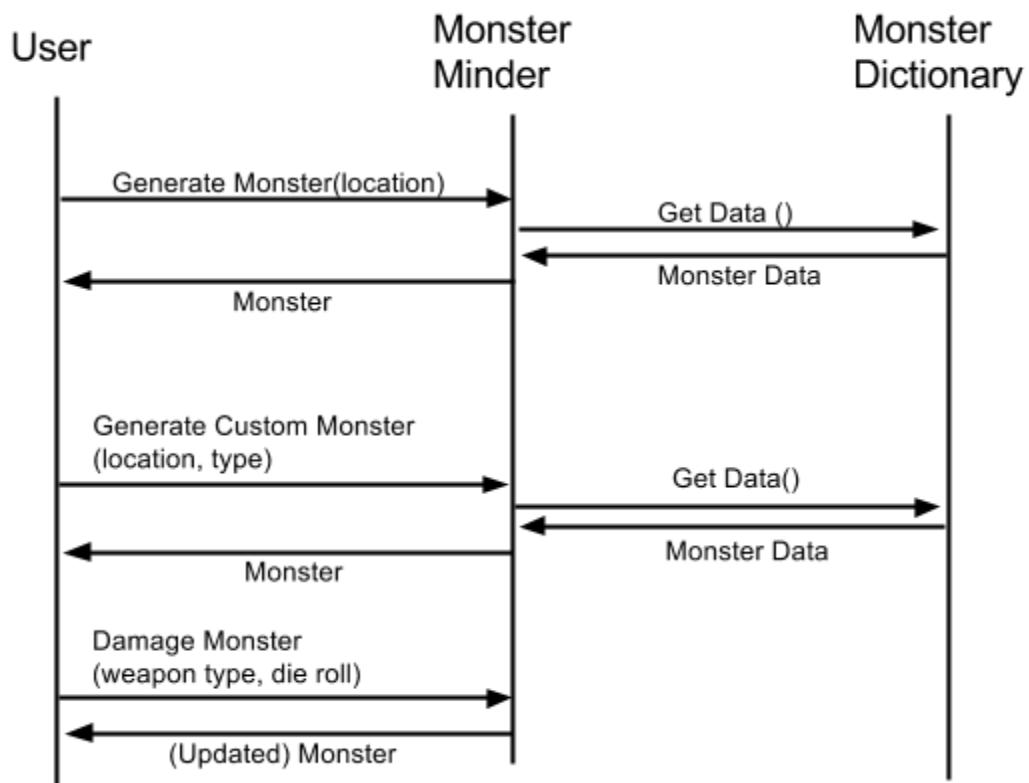 User
Monster
Minder
Monster
Dictionary
Generate Monster(location)
Get Data ()
Monster Data
Monster
Generate Custom Monster
(location, type)
Get Data()
Monster Data
Monster
Damage Monster
(weapon type, die roll)
(Updated) Monster